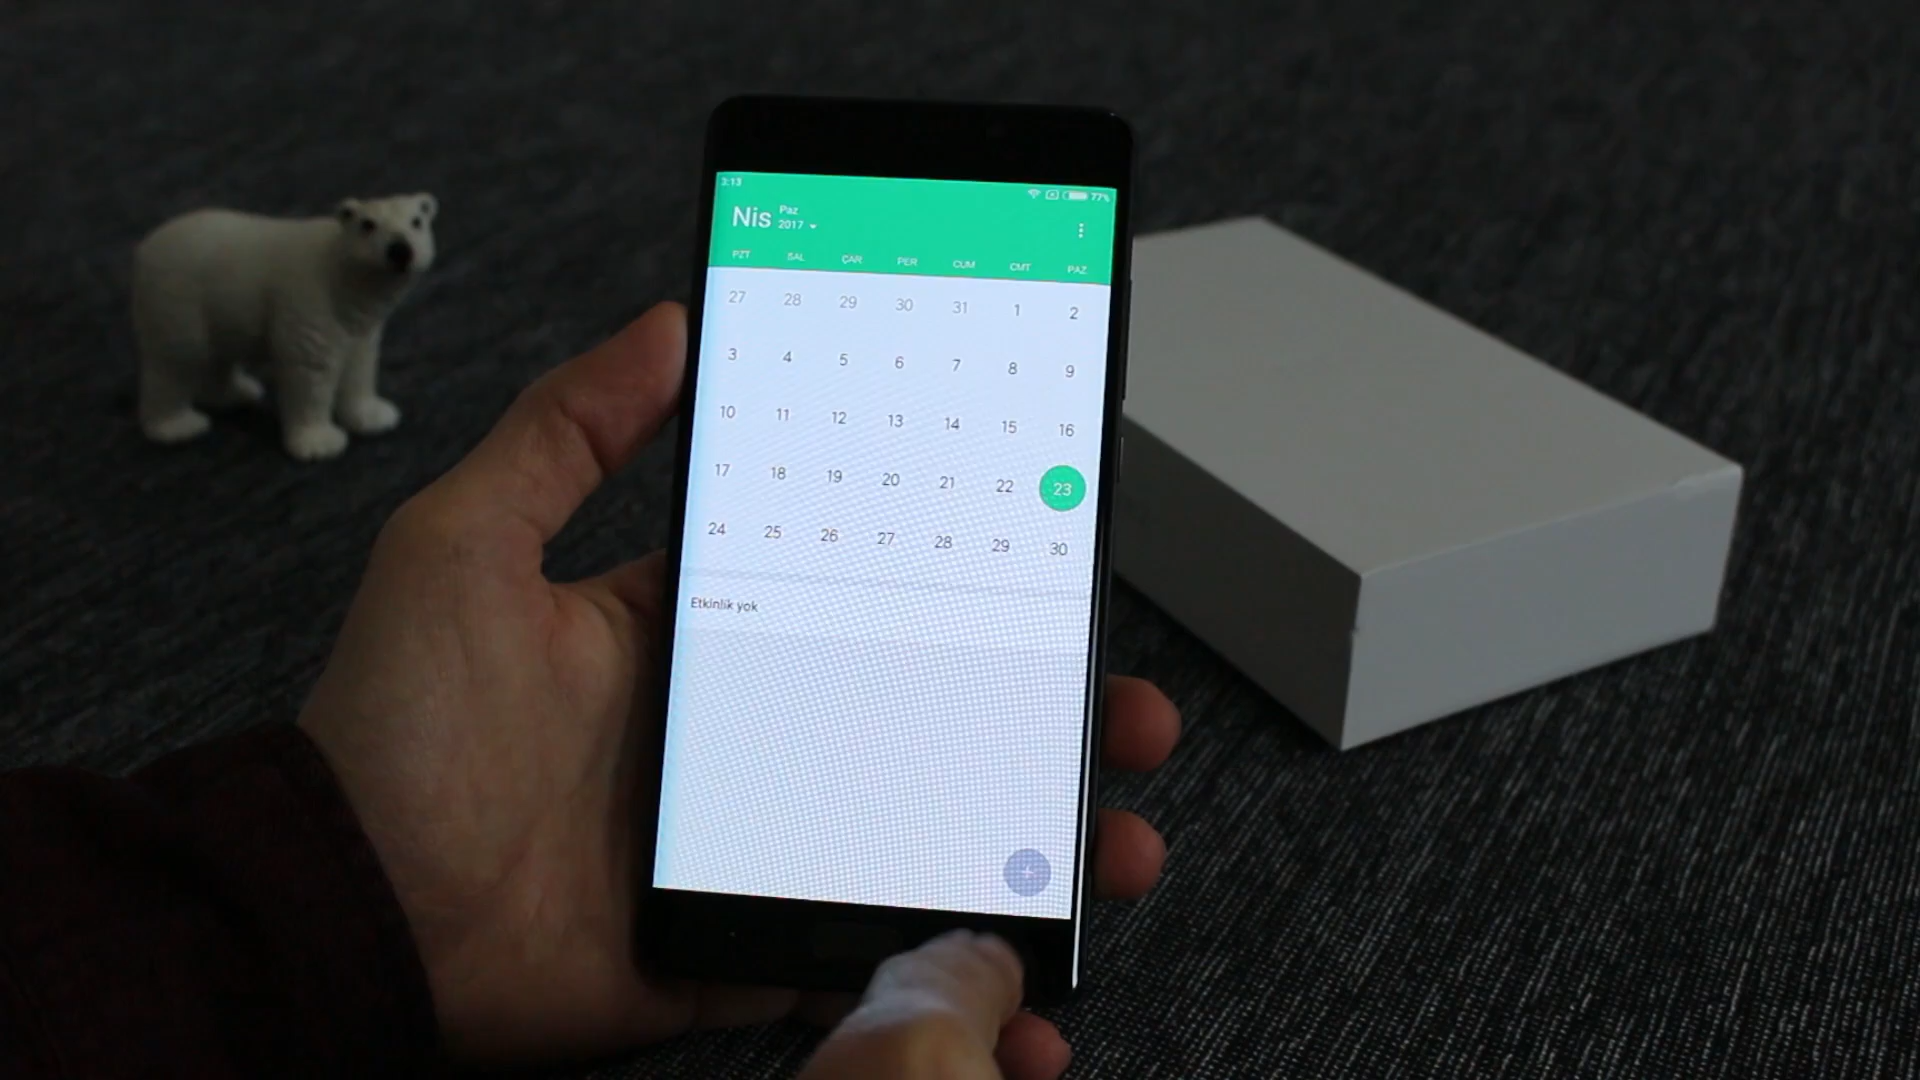 3:13
77%
Nis Paz
2017
PZT SAL ÇAR PER CUM CMT PAZ
27 28 29 30 31 1 2
3 4 5 6 7 8 9
10 11 12 13 14 15 16
17 18 19 20 21 22 23
24 25 26 27 28 29 30
Etkinlik yok